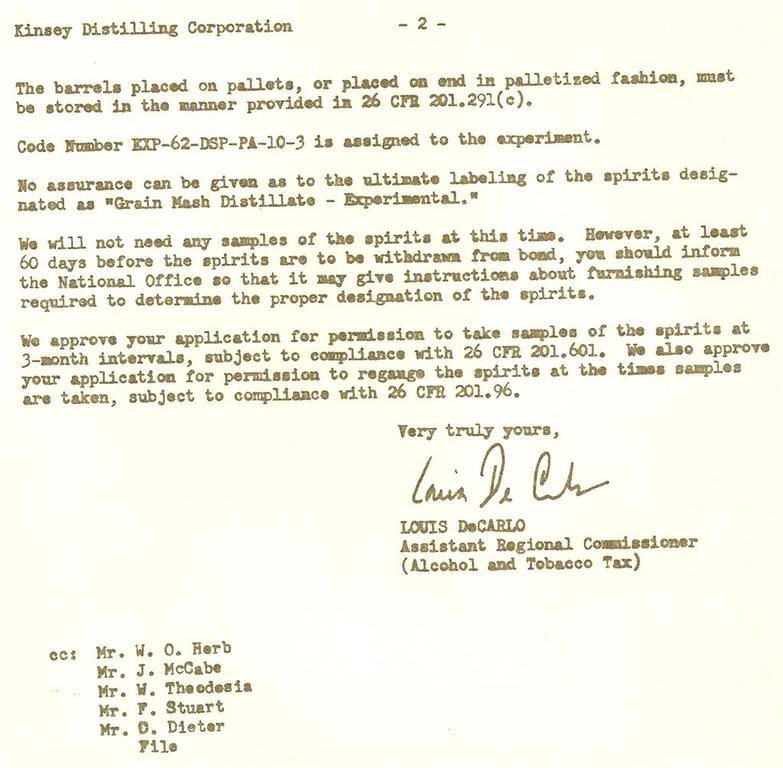 Kinsey Distilling Corporation - 2 -
The barrels placed on pallets, or placed on end in palletized fashion, must
be stored in the manner provided in 26 CFR 201.291(c).
Code Number EXP-62-DSP-PA-10-3 is assigned to the experiment.
No assurance can be given as to the ultimate labeling of the spirits desig-
nated as "Grain Mash Distillate - Experimental."
We will not need any samples of the spirits at this time. However, at least
60 days before the spirits are to be withdrawn from bond, you should inform
the National Office so that it may give instructions about furnishing samples
required to determine the proper designation of the spirits.
We approve your application for permission to take samples of the spirits at
3-month intervals, subject to compliance with 26 CFR 201.601. We also approve
your application for permission to regauge the spirits at the times samples
are taken, subject to compliance with 26 CFR 201.96.
Very truly yours,
Louis De Carlo
LOUIS DeCARLO
Assistant Regional Commissioner
(Alcohol and Tobacco Tax)
cc: Mr. W. O. Herb
Mr. J. McCabe
Mr. W. Theodesia
Mr. F. Stuart
Mr. D. Dieter
File